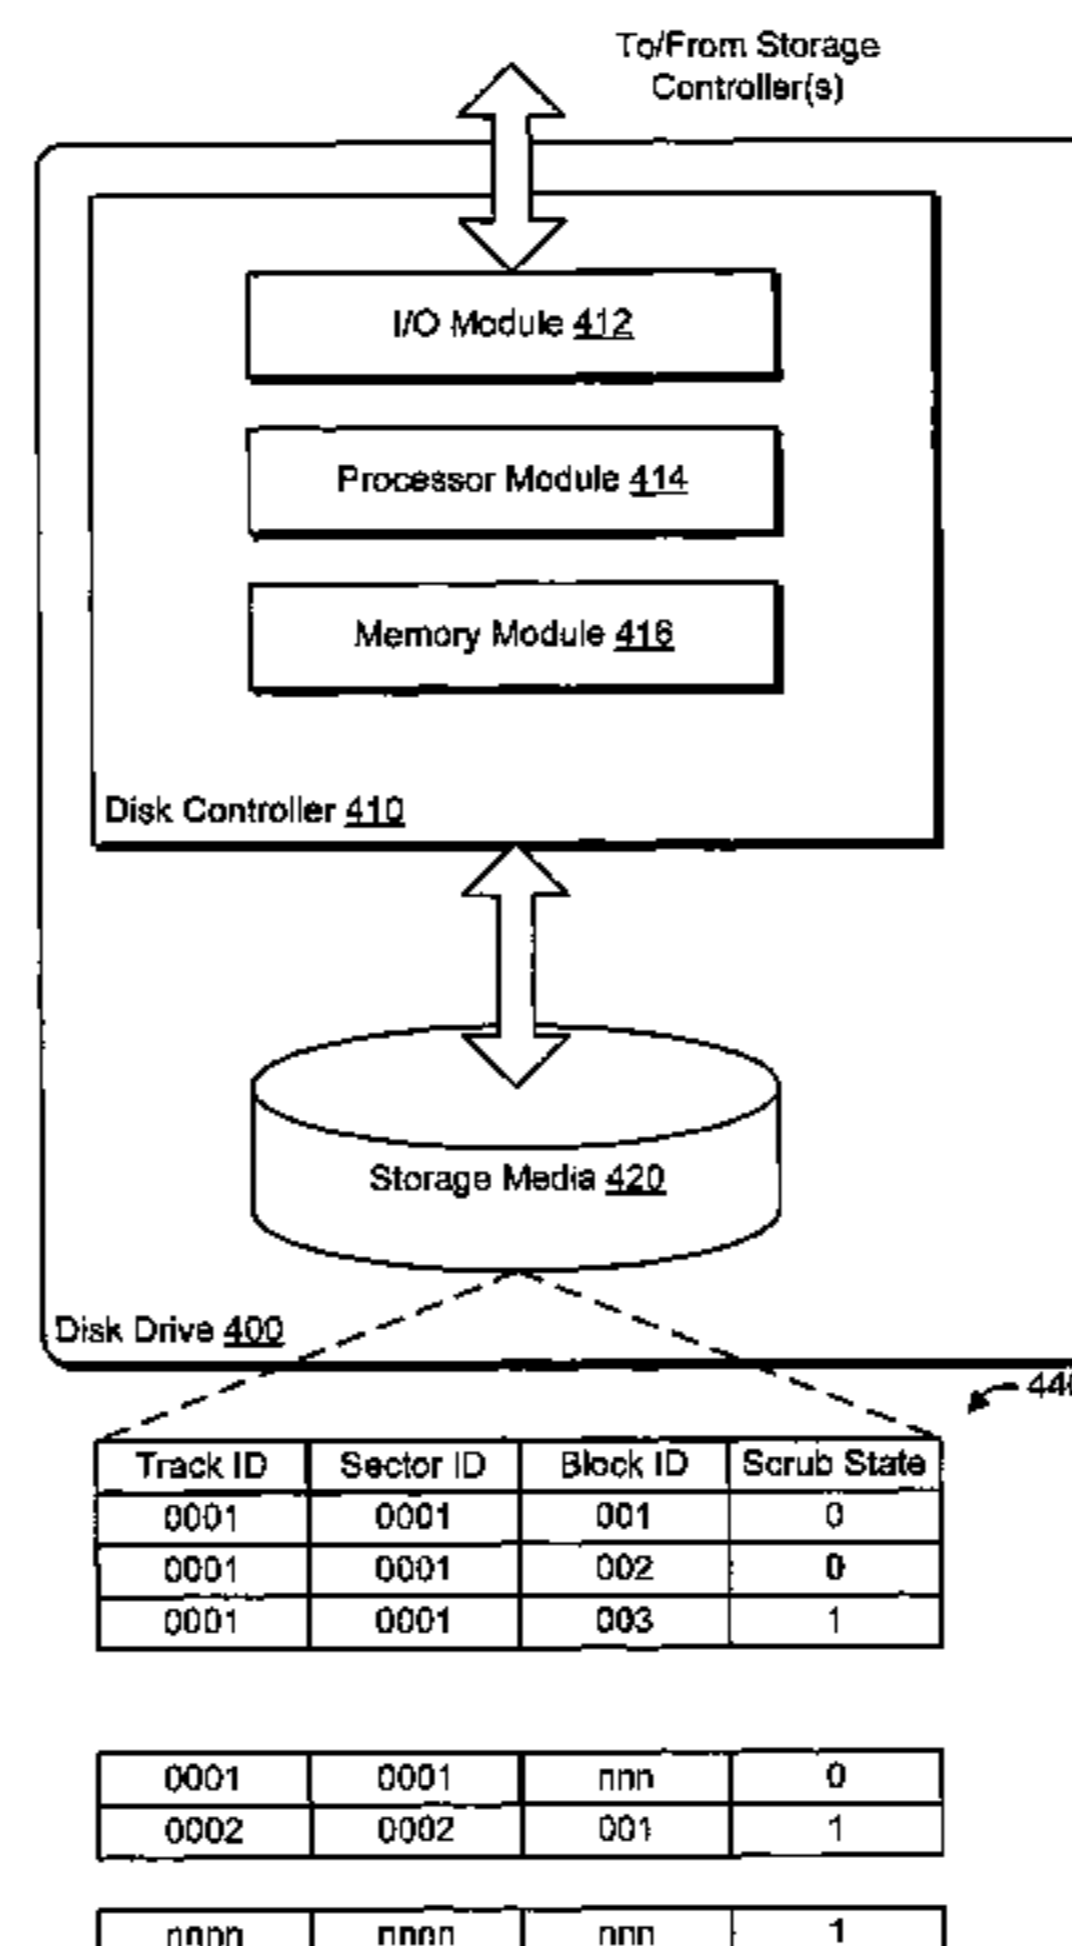 To/From Storage
Controller(s)
I/O Module 412
Processor Module 414
Memory Module 416
Disk Controller 410
Storage Media 420
Disk Drive 400
Track ID Sector ID Block ID Scrub State
0001 0001 001 0
0001 0001 002 0
0001 0001 003 1
0001 0001 nnn 0
0002 0002 001 1
nnnn nnnn nnn 1